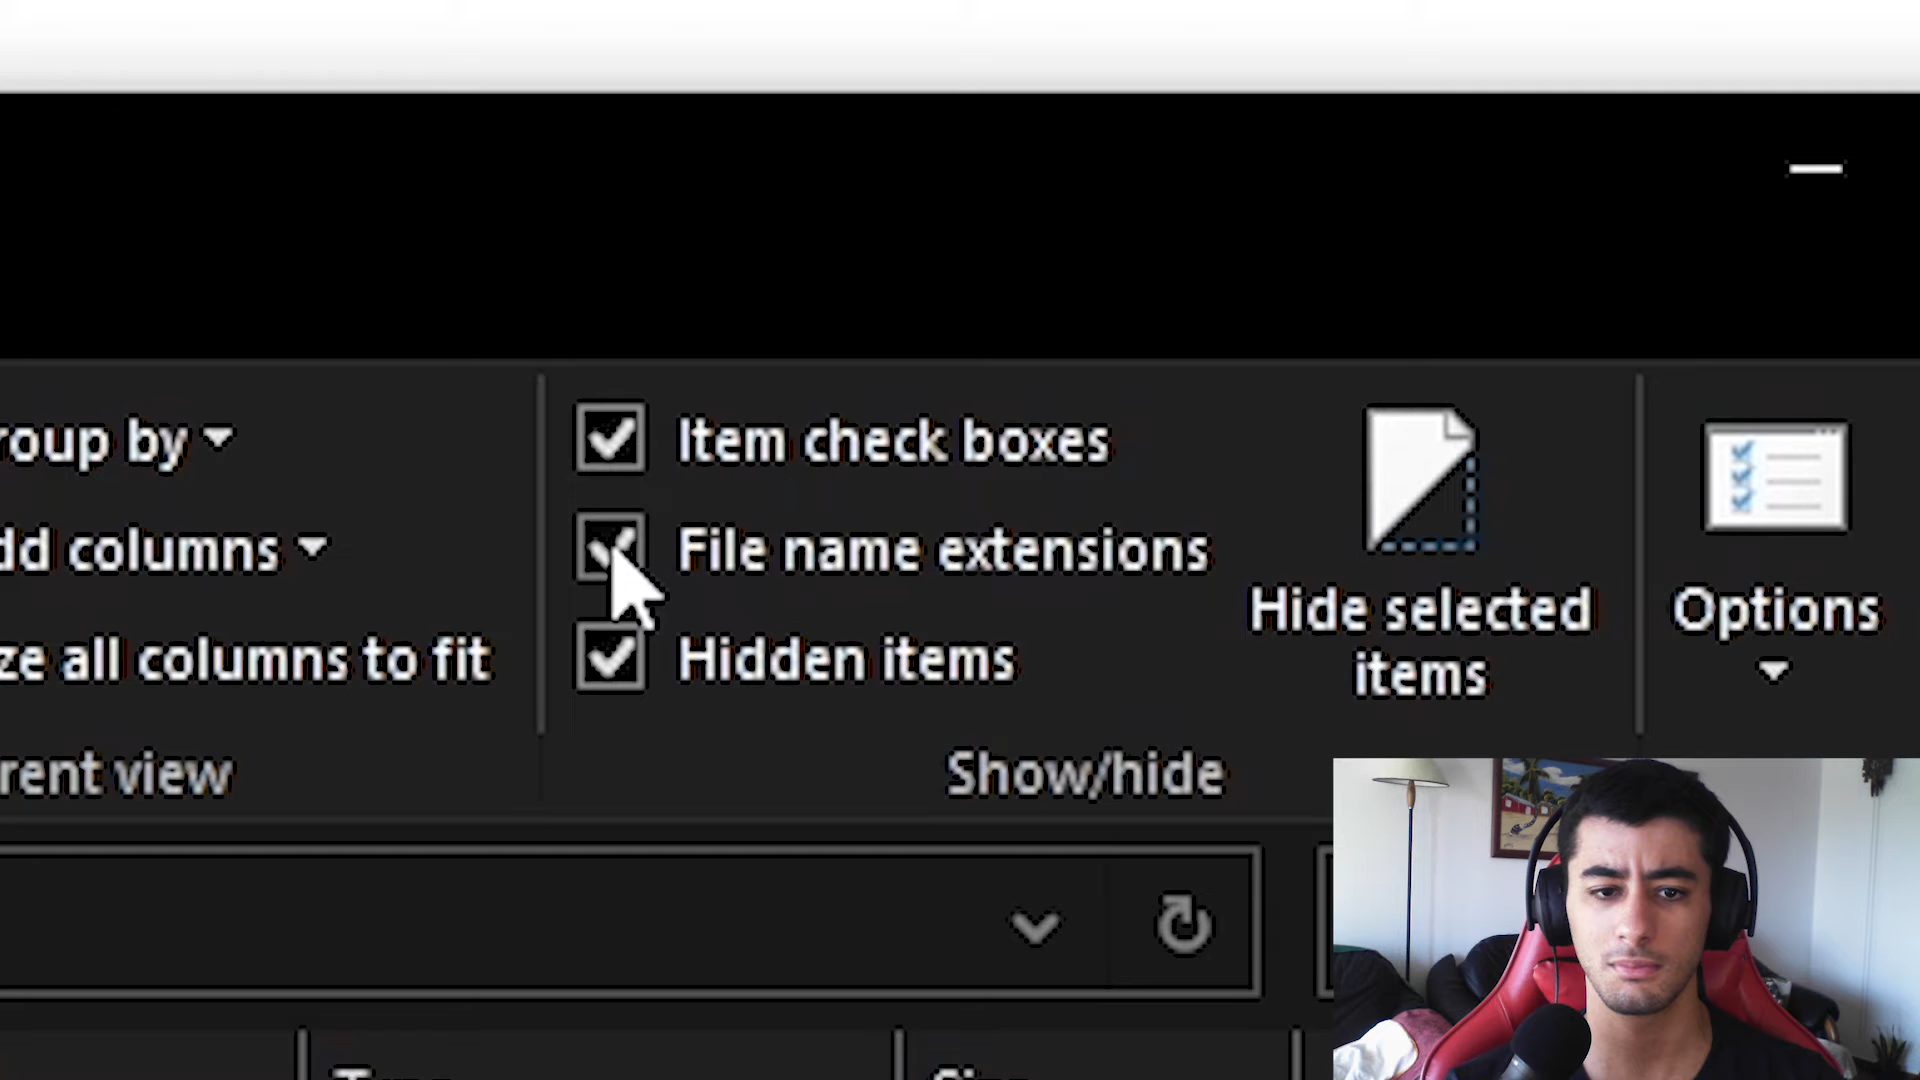 roup by
Item check boxes
dd columns
File name extensions
ze all columns to fit
Hidden items
Hide selected
items
Options
rent view
Show/hide